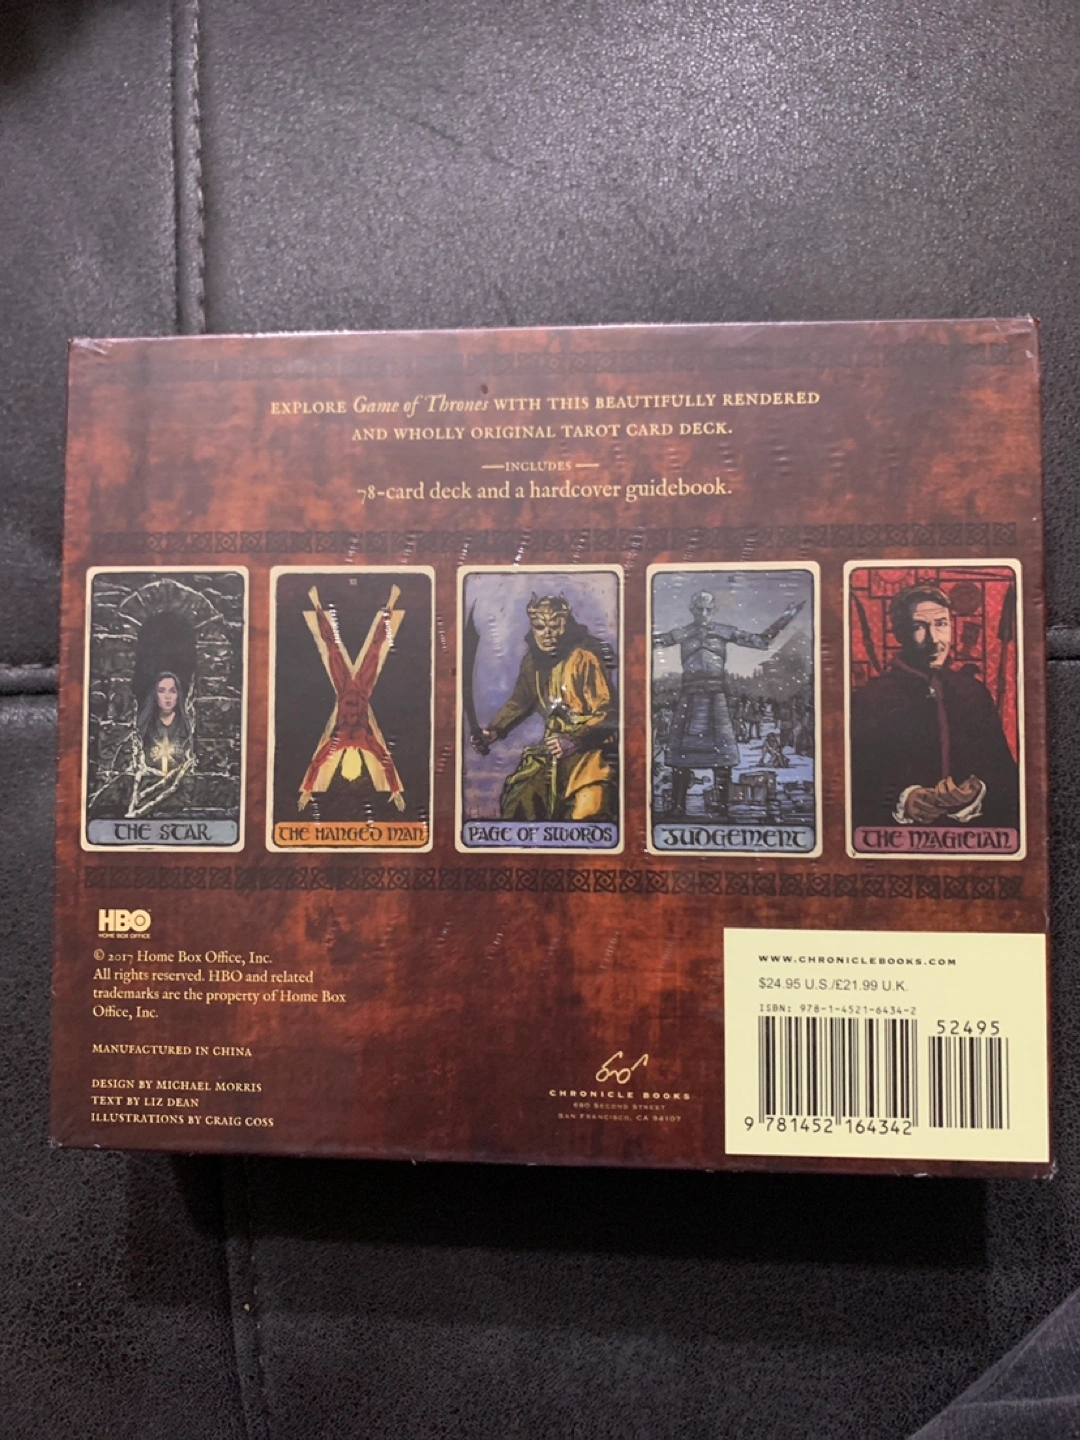 EXPLORE Game of Thrones WITH THIS BEAUTIFULLY RENDERED
AND WHOLLY ORIGINAL TAROT CARD DECK.
—INCLUDES—
78-card deck and a hardcover guidebook.
THE STAR
THE HANGED MAN
PAGE OF SWORDS
JUDGEMENT
THE MAGICIAN
HBO
HOME BOX OFFICE
© 2017 Home Box Office, Inc.
All rights reserved. HBO and related
trademarks are the property of Home Box
Office, Inc.
MANUFACTURED IN CHINA
DESIGN BY MICHAEL MORRIS
TEXT BY LIZ DEAN
ILLUSTRATIONS BY CRAIG COSS
CHRONICLE BOOKS
680 SECOND STREET
SAN FRANCISCO, CA 94107
WWW.CHRONICLEBOOKS.COM
$24.95 U.S./£21.99 U.K.
ISBN: 978-1-4521-6434-2
52495
9 781452 164342